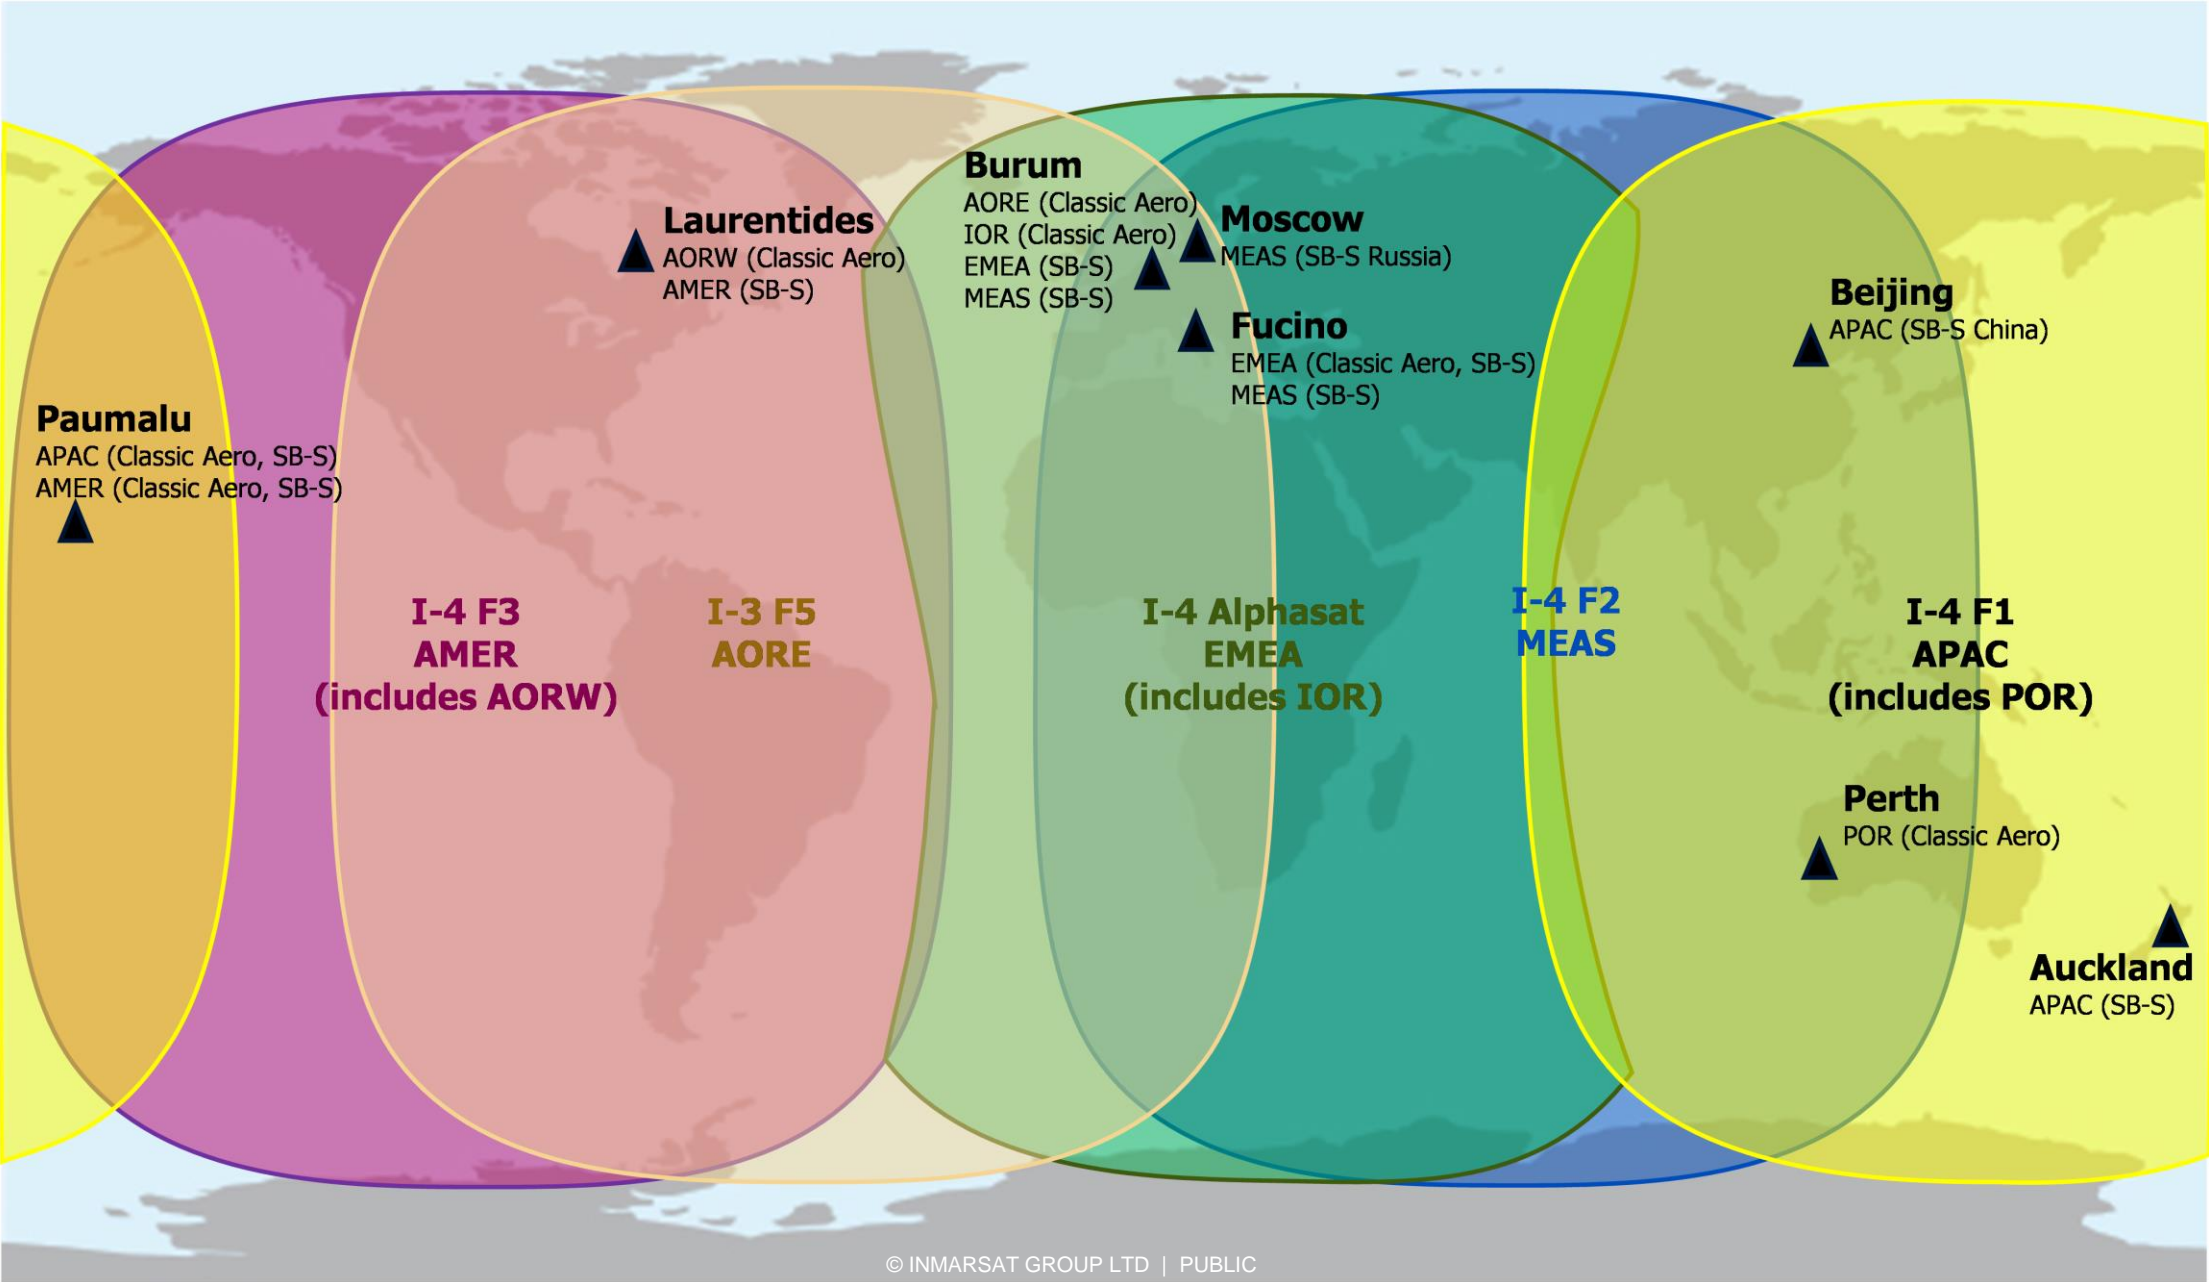 Burum
AORE (Classic Aero)
IOR (Classic Aero)
EMEA (SB-S)
MEAS (SB-S)
Laurentides
AORW (Classic Aero)
AMER (SB-S)
Moscow
MEAS (SB-S Russia)
Beijing
APAC (SB-S China)
Fucino
EMEA (Classic Aero, SB-S)
MEAS (SB-S)
Paumalu
APAC (Classic Aero, SB-S)
AMER (Classic Aero, SB-S)
I-4 F3
AMER
(includes AORW)
I-3 F5
AORE
I-4 Alphasat
EMEA
(includes IOR)
I-4 F2
MEAS
I-4 F1
APAC
(includes POR)
Perth
POR (Classic Aero)
Auckland
APAC (SB-S)
© INMARSAT GROUP LTD | PUBLIC